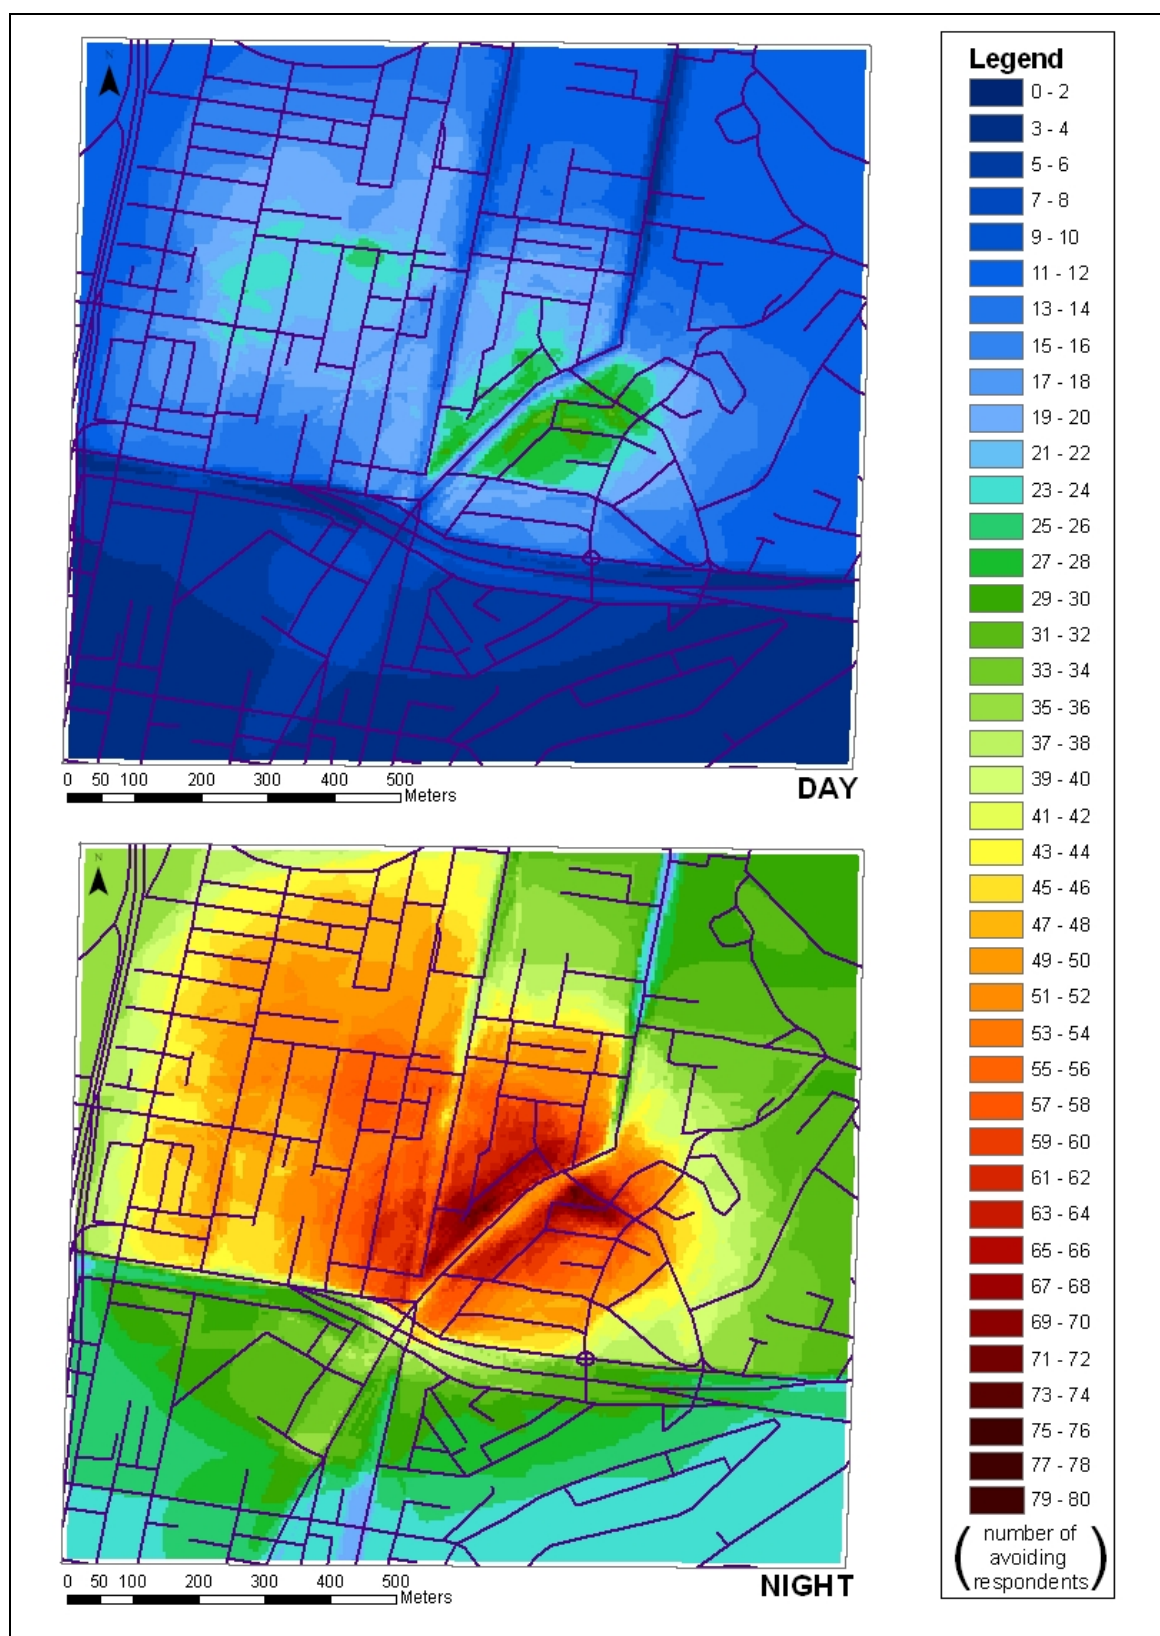 N
0 50 100 200 300 400 500
Meters
DAY
N
0 50 100 200 300 400 500
Meters
NIGHT
Legend
0 - 2
3 - 4
5 - 6
7 - 8
9 - 10
11 - 12
13 - 14
15 - 16
17 - 18
19 - 20
21 - 22
23 - 24
25 - 26
27 - 28
29 - 30
31 - 32
33 - 34
35 - 36
37 - 38
39 - 40
41 - 42
43 - 44
45 - 46
47 - 48
49 - 50
51 - 52
53 - 54
55 - 56
57 - 58
59 - 60
61 - 62
63 - 64
65 - 66
67 - 68
69 - 70
71 - 72
73 - 74
75 - 76
77 - 78
79 - 80
( number of
avoiding
respondents )